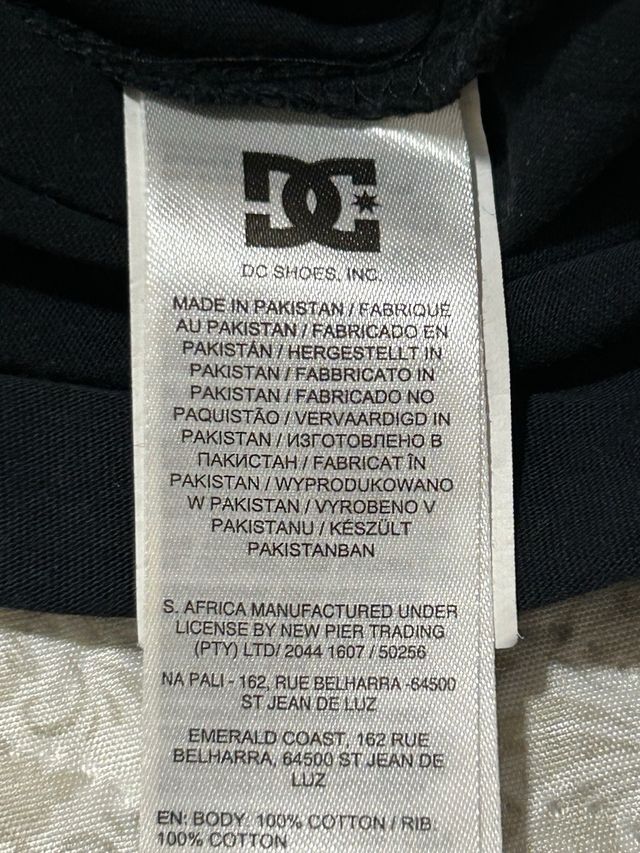 DC
DC SHOES, INC.
MADE IN PAKISTAN / FABRIQUÉ
AU PAKISTAN / FABRICADO EN
PAKISTÁN / HERGESTELLT IN
PAKISTAN / FABBRICATO IN
PAKISTAN / FABRICADO NO
PAQUISTÃO / VERVAARDIGD IN
PAKISTAN / ИЗГОТОВЛЕНО В
ПАКИСТАН / FABRICAT ÎN
PAKISTAN / WYPRODUKOWANO
W PAKISTAN / VYROBENO V
PAKISTANU / KÉSZÜLT
PAKISTANBAN
S. AFRICA MANUFACTURED UNDER
LICENSE BY NEW PIER TRADING
(PTY) LTD/ 2044 1607 / 50256
NA PALI - 162, RUE BELHARRA -64500
ST JEAN DE LUZ
EMERALD COAST, 162 RUE
BELHARRA, 64500 ST JEAN DE
LUZ
EN: BODY 100% COTTON / RIB:
100% COTTON